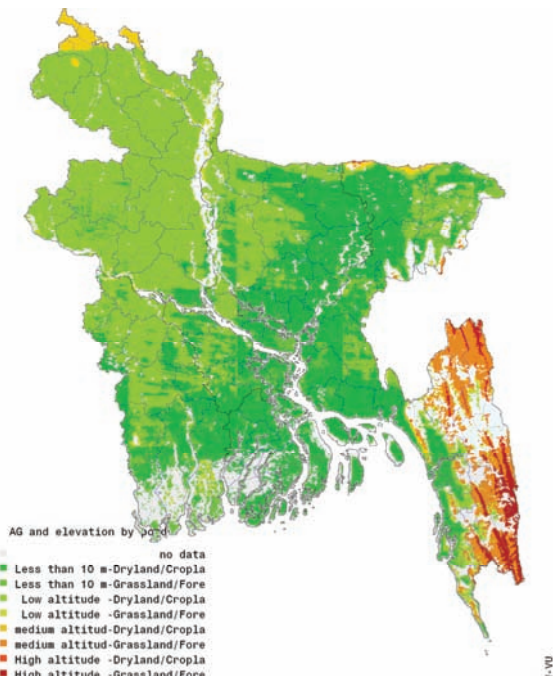 AG and elevation by
no data
Less than 10 m-Dryland/Cropla
Less than 10 m-Grassland/Fore
Low altitude -Dryland/Cropla
Low altitude -Grassland/Fore
medium altitud-Dryland/Cropla
medium altitud-Grassland/Fore
High altitude -Dryland/Cropla
High altitude -Grassland/Fore